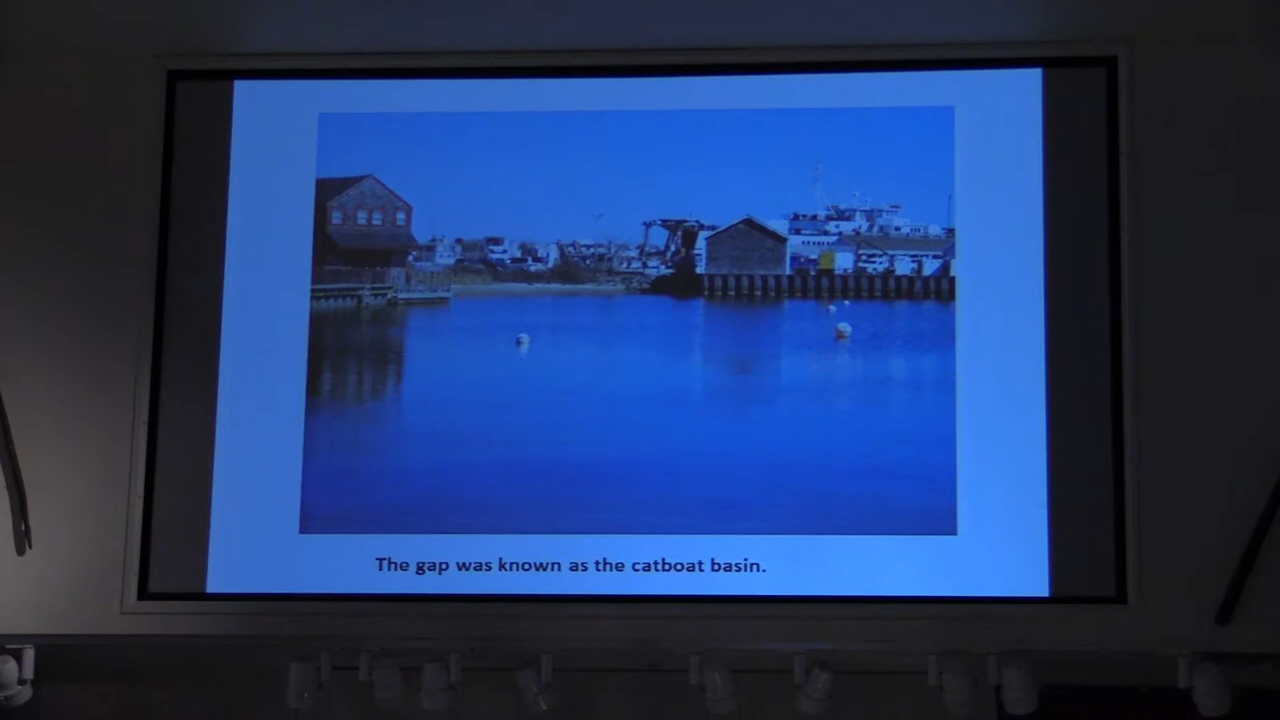 The gap was known as the catboat basin.